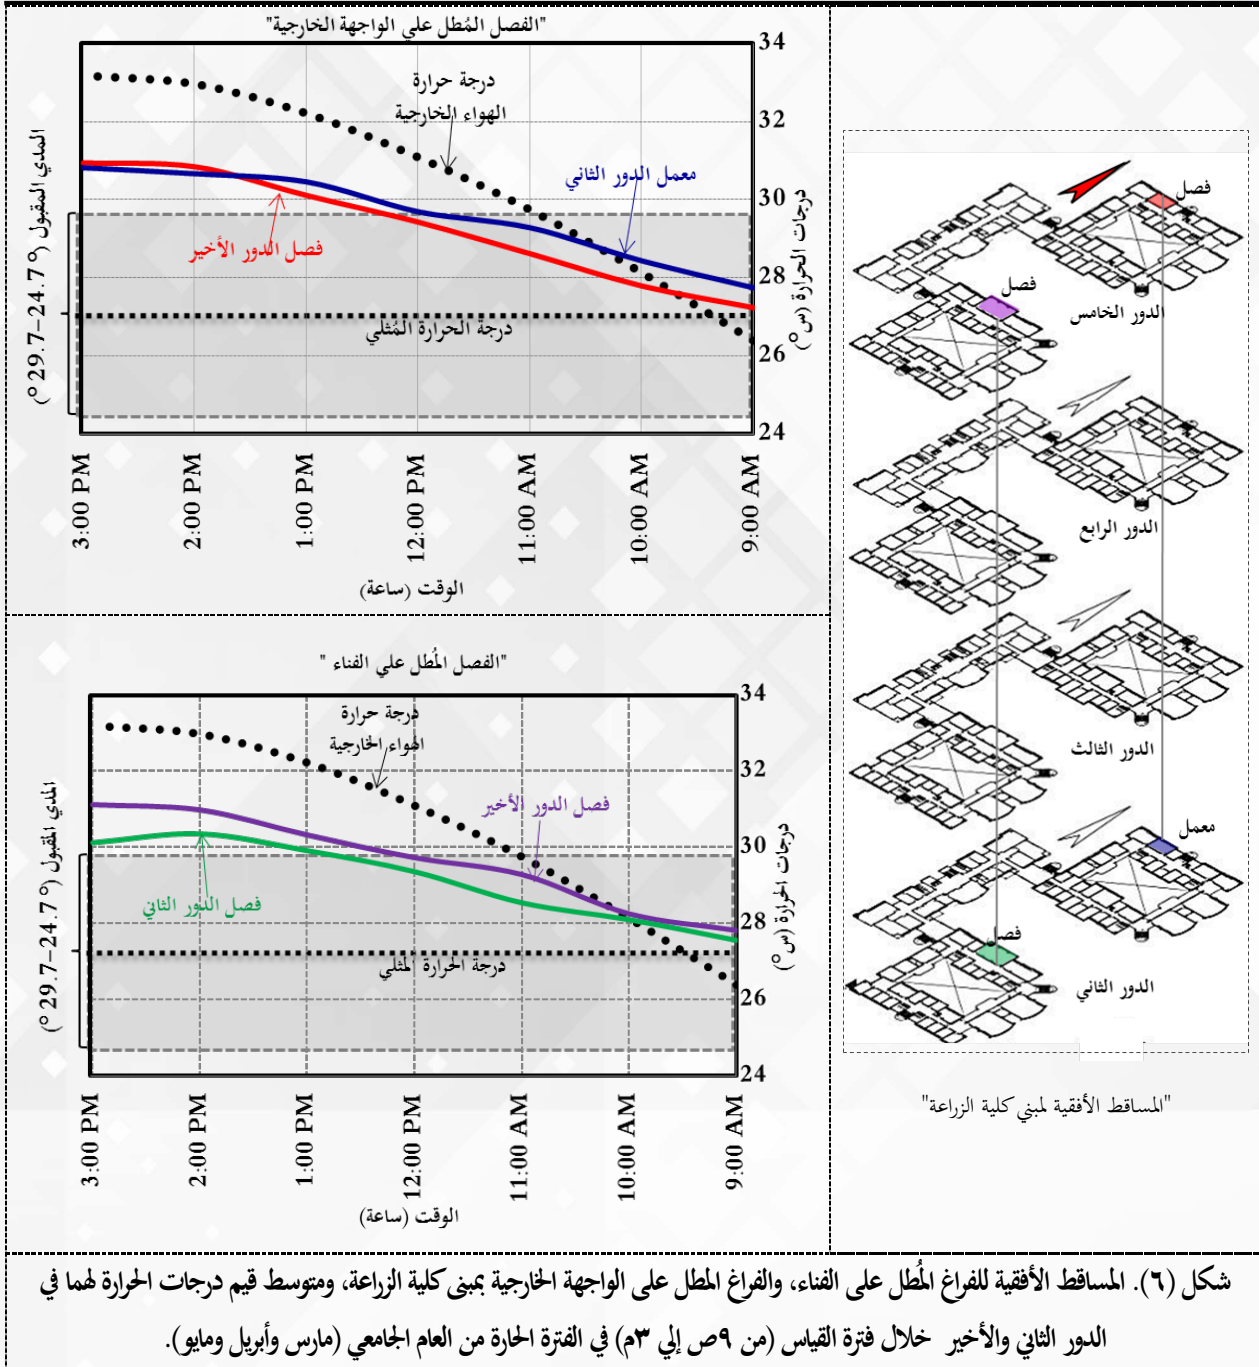 "الفصل المُطل علي الواجهة الخارجية"
34
32
30
28
26
24
درجات الحرارة (س°)
درجة حرارة
الهواء الخارجية
معمل الدور الثاني
فصل الدور الأخير
درجة الحرارة المُثلي
المدي المقبول (° 24.7-29.7 °)
9:00 AM
10:00 AM
11:00 AM
12:00 PM
1:00 PM
2:00 PM
3:00 PM
الوقت (ساعة)
"الفصل المُطل علي الفناء "
34
32
30
28
26
24
درجات الحرارة (س°)
درجة حرارة
الهواء الخارجية
فصل الدور الأخير
فصل الدور الثاني
درجة الحرارة المثلي
المدي المقبول (° 24.7-29.7 °)
9:00 AM
10:00 AM
11:00 AM
12:00 PM
1:00 PM
2:00 PM
3:00 PM
الوقت (ساعة)
فصل
فصل
الدور الخامس
الدور الرابع
الدور الثالث
معمل
فصل
الدور الثاني
"المساقط الأفقية لمبني كلية الزراعة"
شكل (٦). المساقط الأفقية للفراغ المُطل على الفناء، والفراغ المطل على الواجهة الخارجية بمبنى كلية الزراعة، ومتوسط قيم درجات الحرارة لهما في
الدور الثاني والأخير خلال فترة القياس (من ٩ص إلي ٣م) في الفترة الحارة من العام الجامعي (مارس وأبريل ومايو).